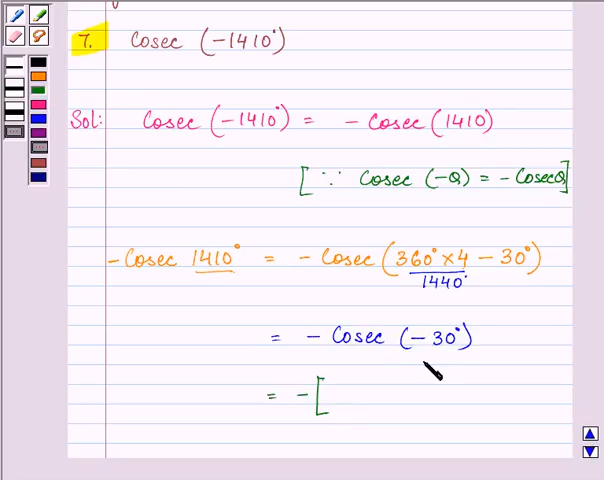 7. Cosec (-1410°)
Sol: Cosec (-1410°) = - Cosec (1410)
[∵ Cosec (-θ) = - Cosecθ]
- Cosec 1410° = - Cosec (360° × 4 - 30°)
1440°
= - Cosec (-30°)
= - [